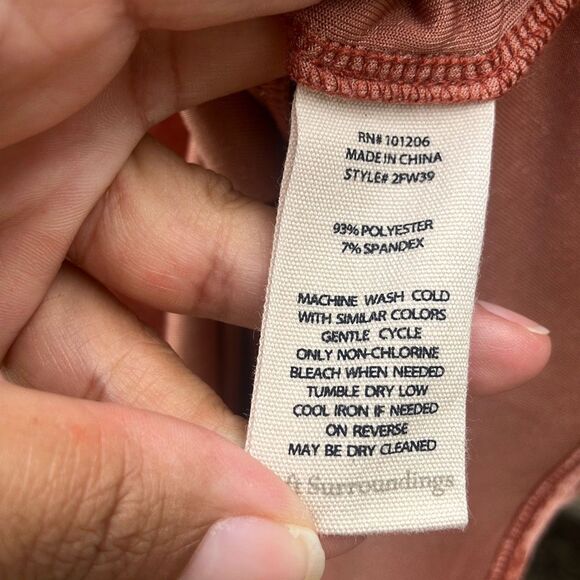 RN# 101206
MADE IN CHINA
STYLE# 2FW39
93% POLYESTER
7% SPANDEX
MACHINE WASH COLD
WITH SIMILAR COLORS
GENTLE CYCLE
ONLY NON-CHLORINE
BLEACH WHEN NEEDED
TUMBLE DRY LOW
COOL IRON IF NEEDED
ON REVERSE
MAY BE DRY CLEANED
ft Surroundings